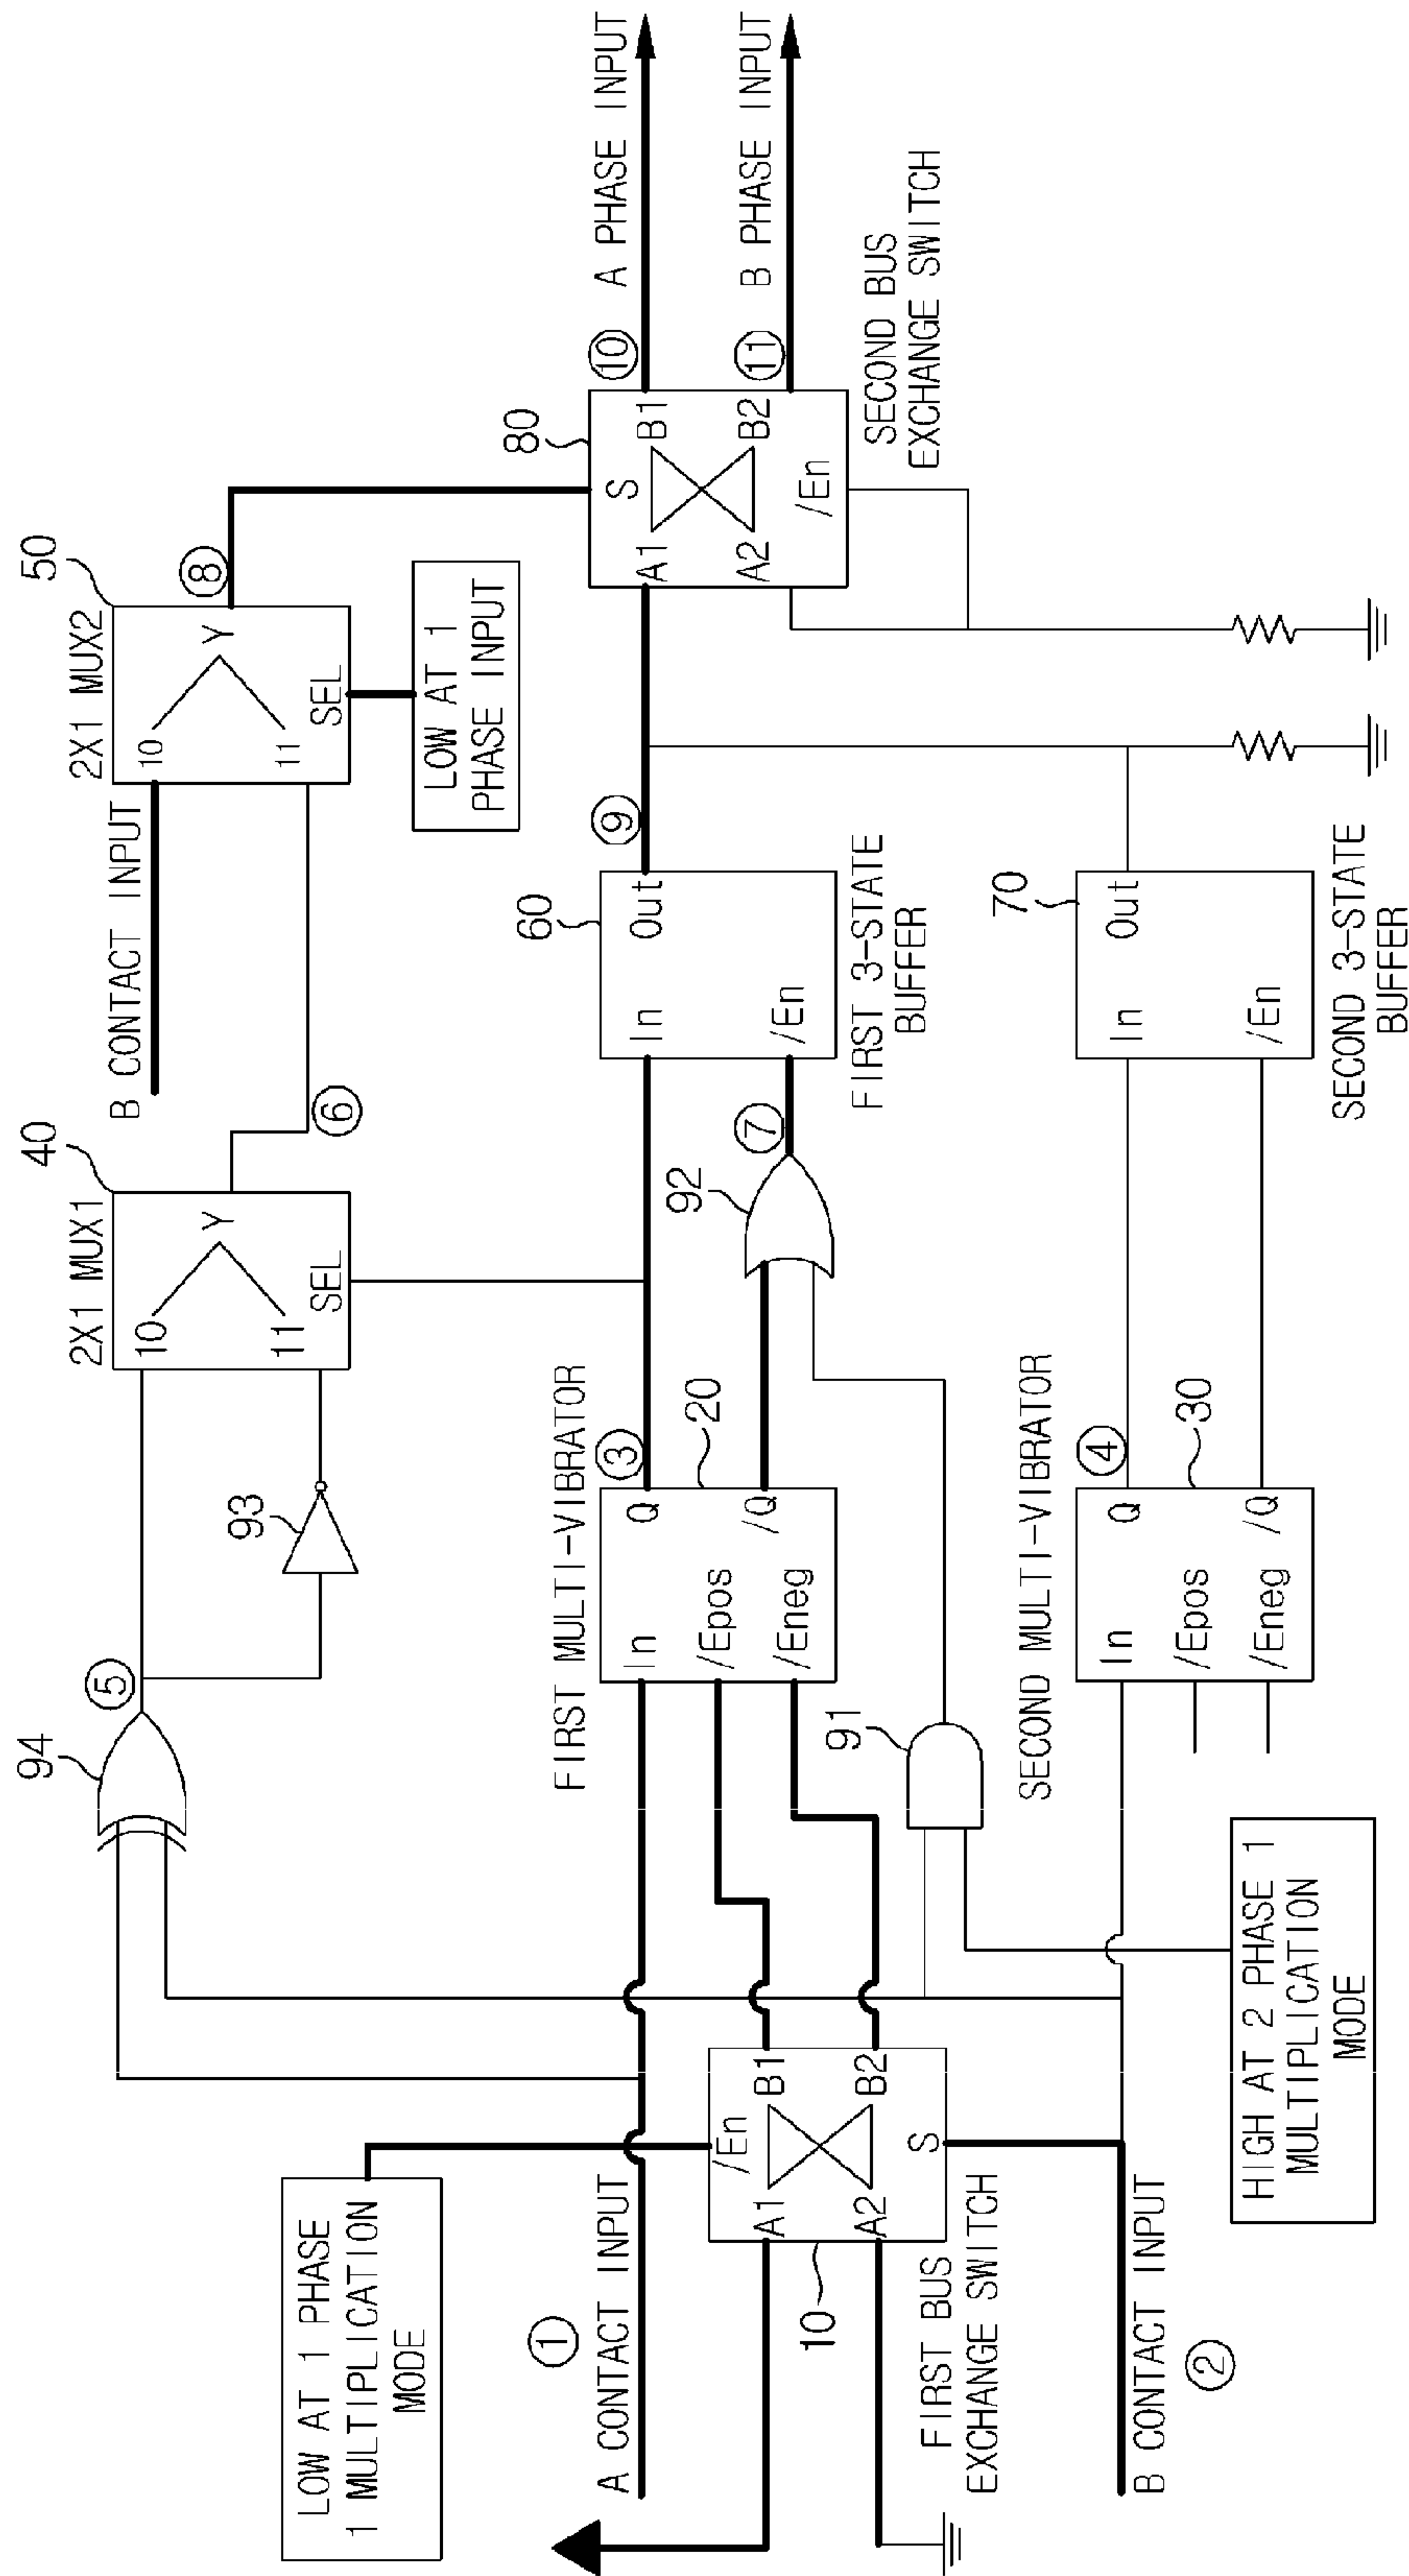 LOW AT 1 PHASE
1 MULTIPLICATION
MODE
① A CONTACT INPUT
/En
A1 B1
A2 B2
S
10
FIRST BUS
EXCHANGE SWITCH
B CONTACT INPUT
②
HIGH AT 2 PHASE 1
MULTIPLICATION
MODE
94
⑤
93
91
FIRST MULTI-VIBRATOR
③
20
In Q
/Epos
/Eneg /Q
SECOND MULTI-VIBRATOR
④
30
In Q
/Epos
/Eneg /Q
2X1 MUX1
40
10
Y
11
SEL
⑥
92
⑦
B CONTACT INPUT
2X1 MUX2
50
10
Y
11
SEL
⑧
LOW AT 1
PHASE INPUT
60
In Out
/En
⑨
FIRST 3-STATE
BUFFER
70
In Out
/En
SECOND 3-STATE
BUFFER
80
S
A1 B1
A2 B2
/En
SECOND BUS
EXCHANGE SWITCH
⑩
A PHASE INPUT
⑪
B PHASE INPUT